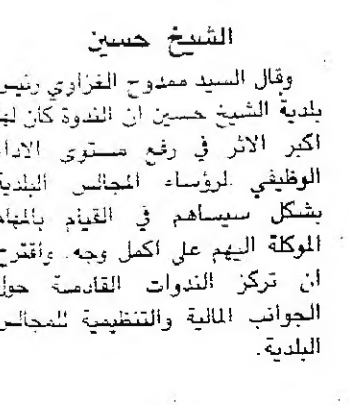 الشيخ حسين
وقال السيد ممدوح الغزاوي رئيس
بلدية الشيخ حسين ان الندوة كان لها
اكبر الاثر في رفع مستوى الاداء
الوظيفي لرؤساء المجالس البلدية
بشكل سيساهم في القيام بالمهام
الموكلة اليهم على اكمل وجه. واقترح
ان تركز الندوات القادمة حول
الجوانب المالية والتنظيمية للمجالس
البلدية.